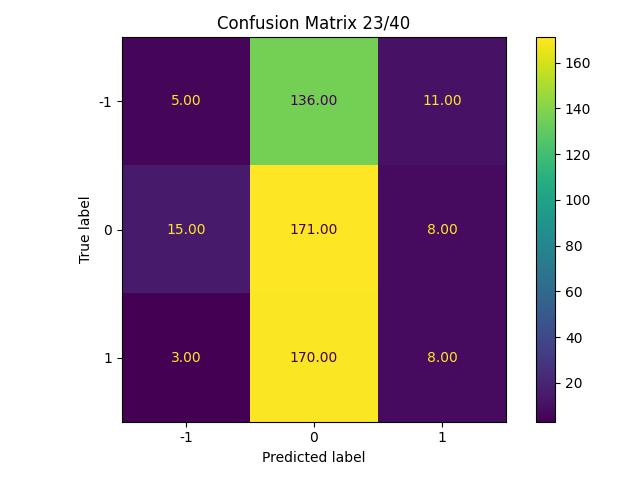 Confusion Matrix 23/40
160
-1 5.00 136.00 11.00
140
120
True label
0 15.00 171.00 8.00
100
80
60
1 3.00 170.00 8.00
40
20
-1 0 1
Predicted label